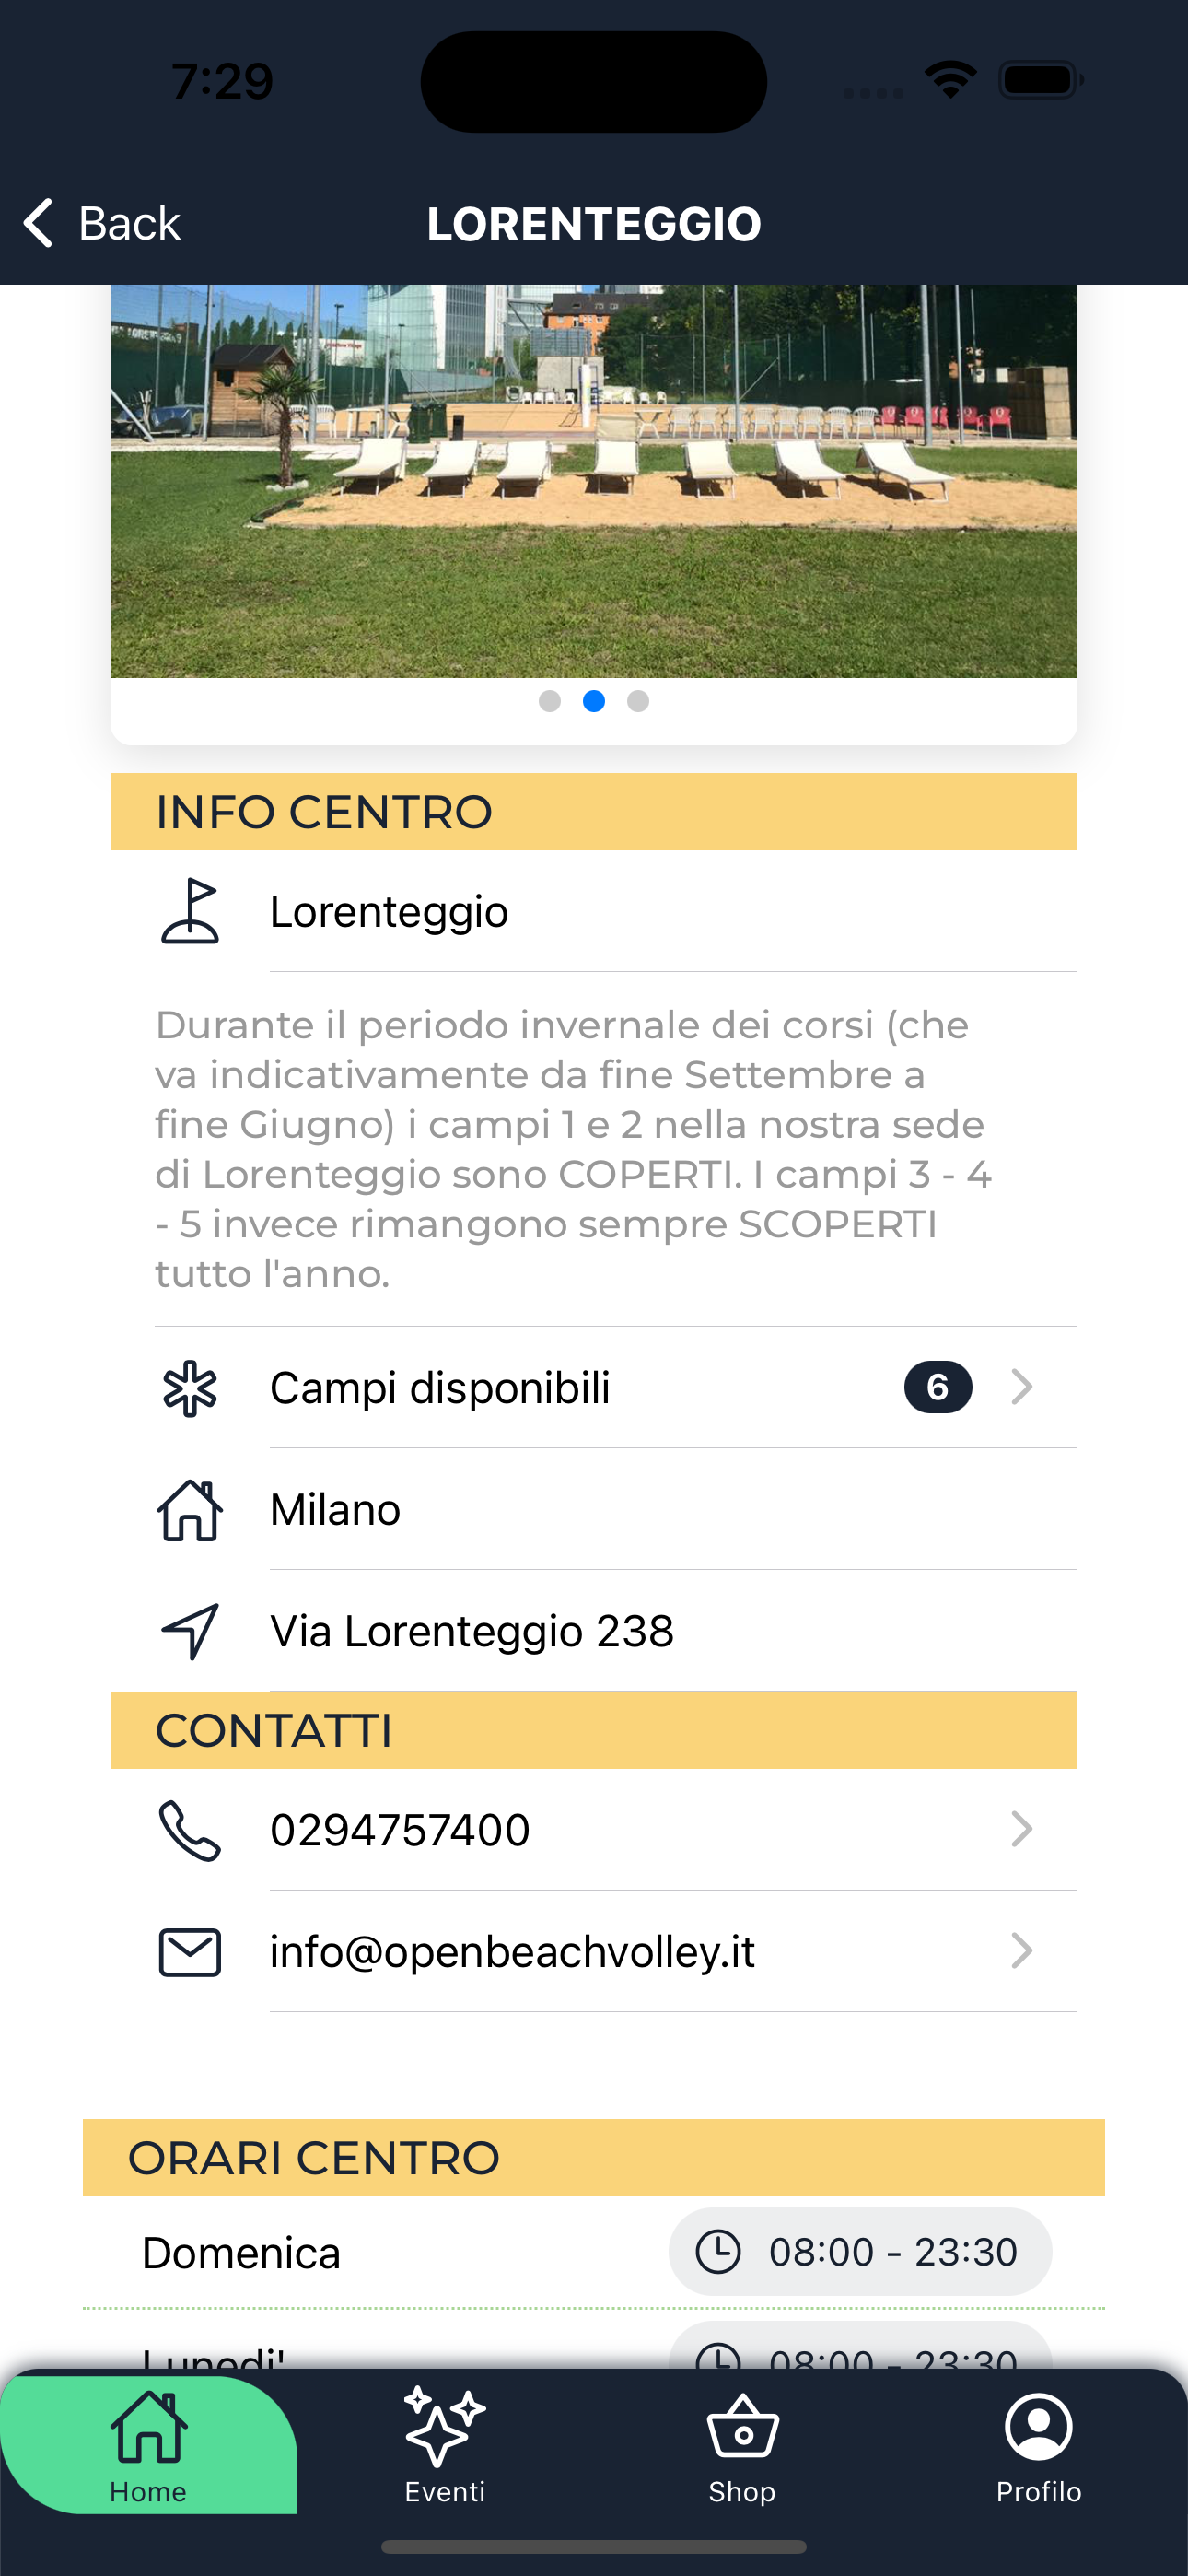 7:29
Back
LORENTEGGIO
INFO CENTRO
Lorenteggio
Durante il periodo invernale dei corsi (che
va indicativamente da fine Settembre a
fine Giugno) i campi 1 e 2 nella nostra sede
di Lorenteggio sono COPERTI. I campi 3 - 4
- 5 invece rimangono sempre SCOPERTI
tutto l'anno.
Campi disponibili 6
Milano
Via Lorenteggio 238
CONTATTI
0294757400
info@openbeachvolley.it
ORARI CENTRO
Domenica 08:00 - 23:30
Lunedi' 08:00 - 23:30
Home Eventi Shop Profilo